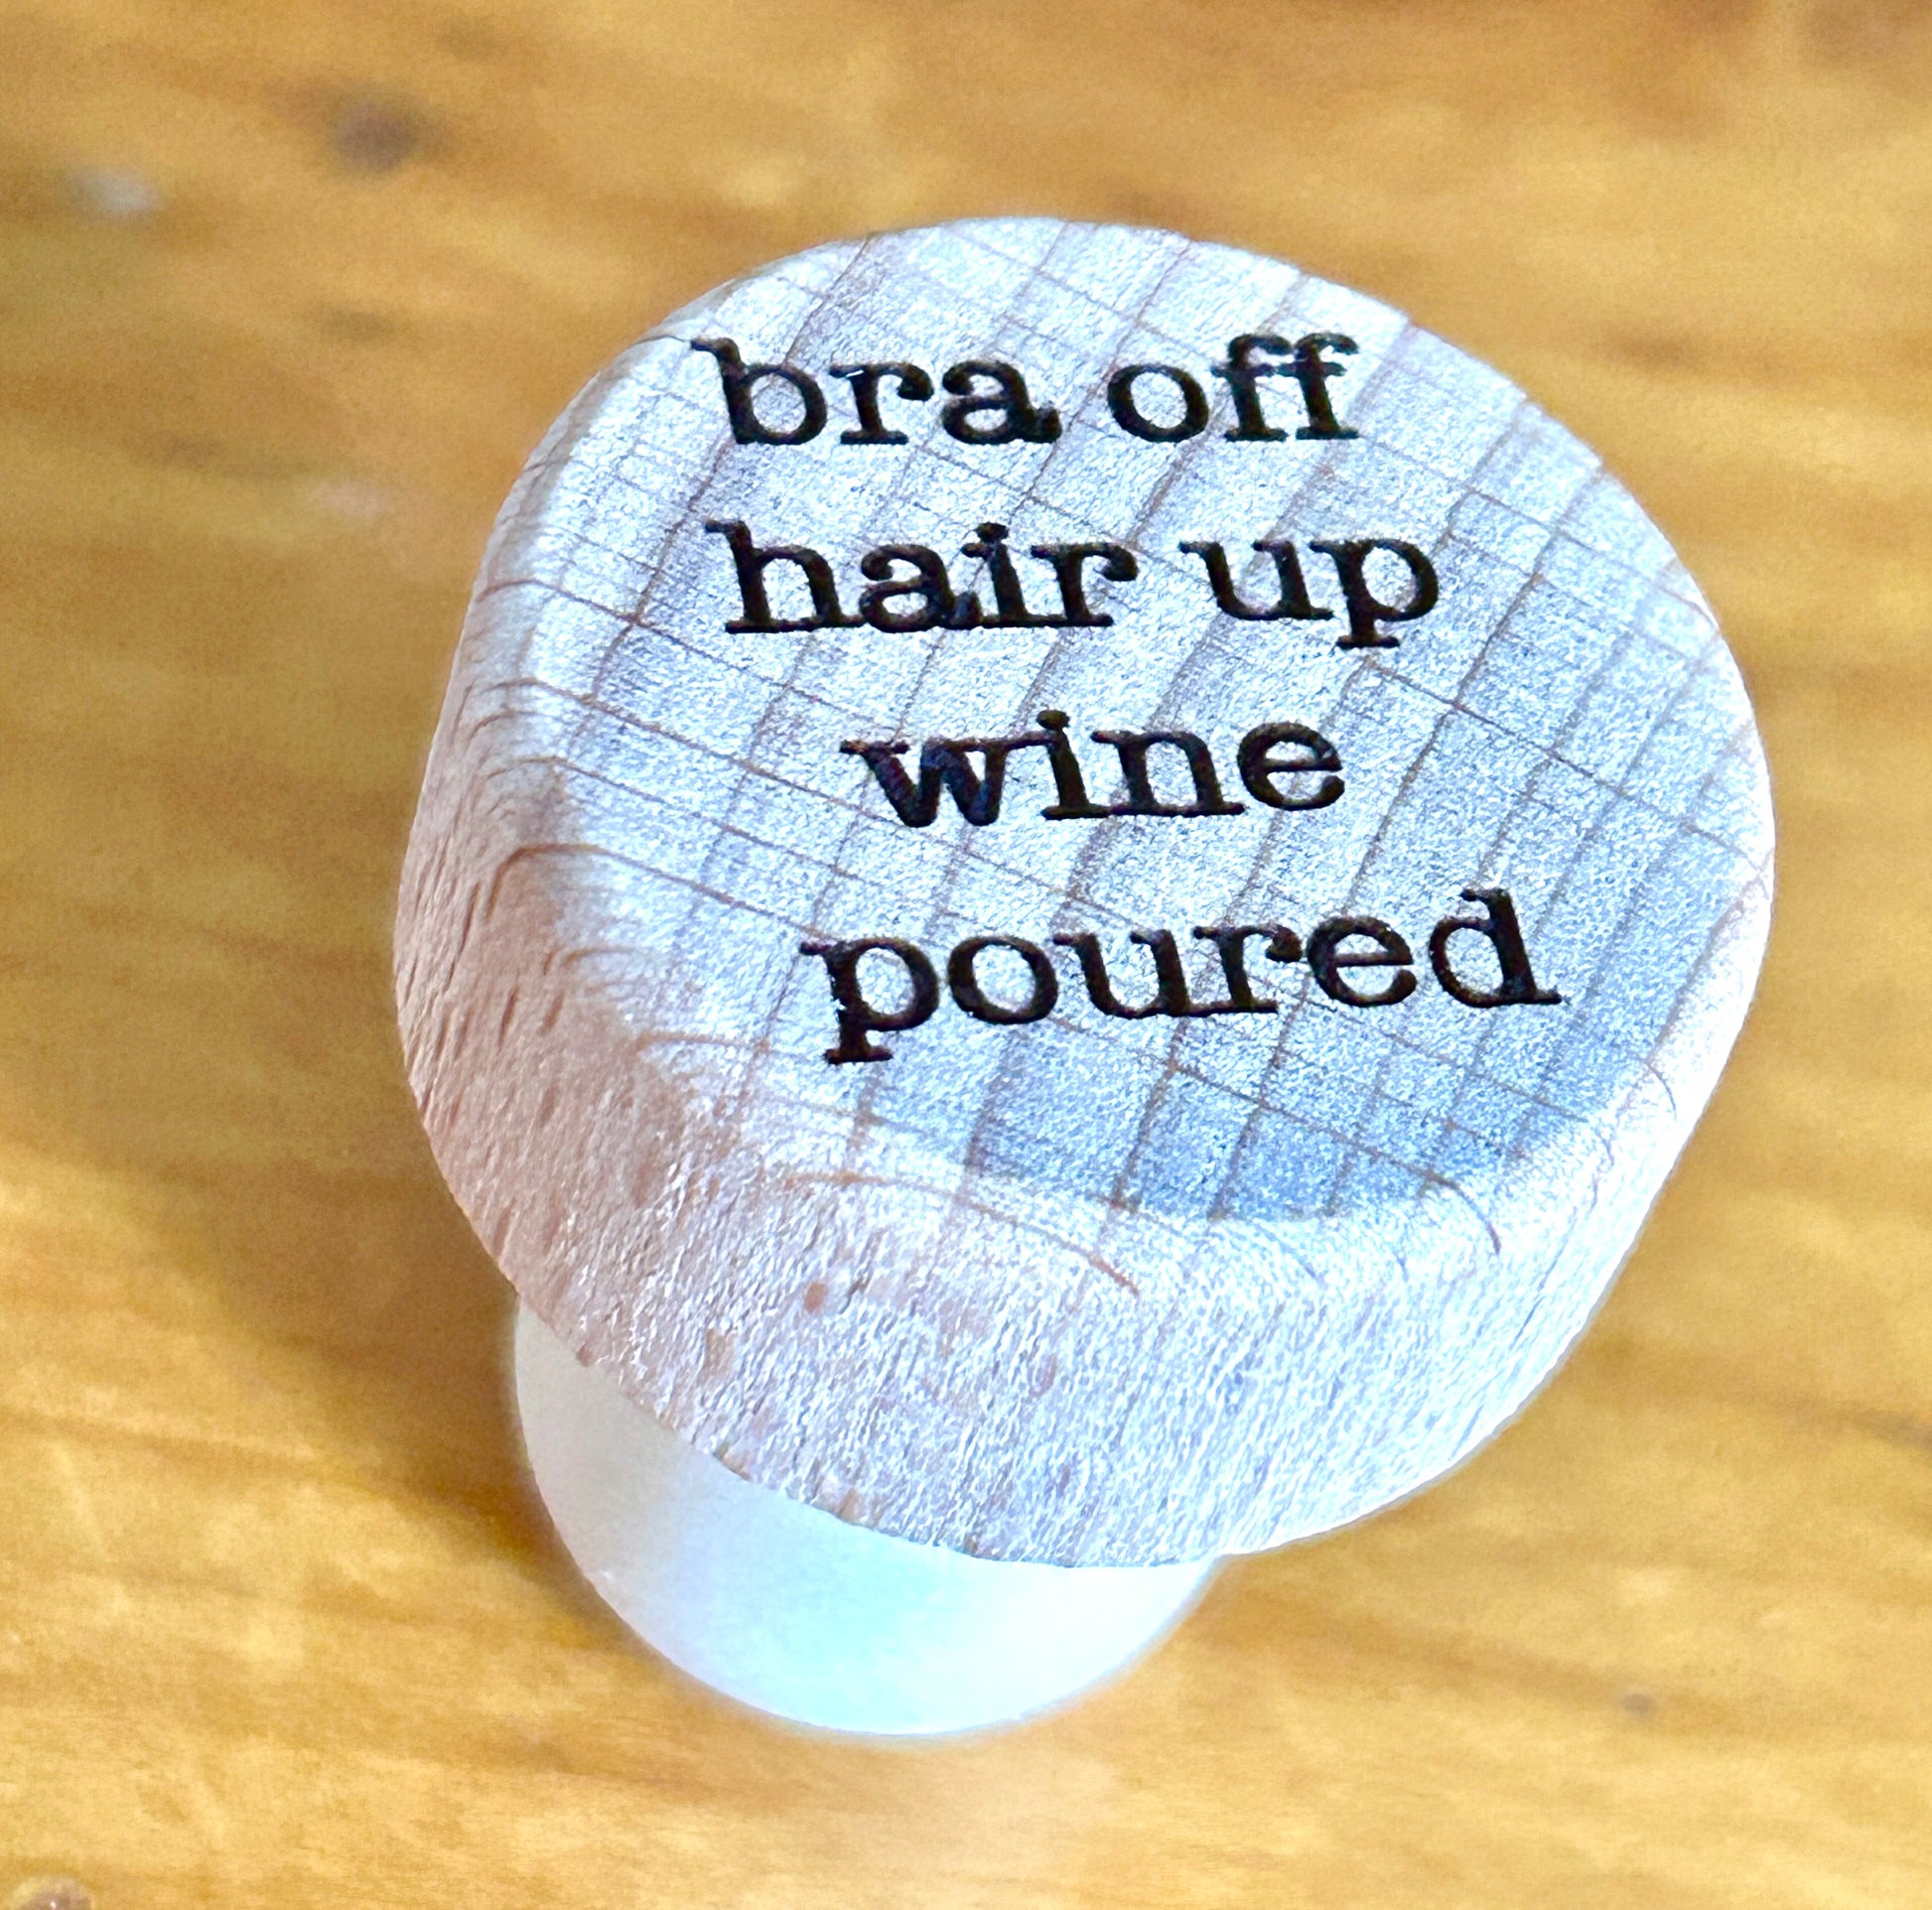 bra off
hair up
wine
poured